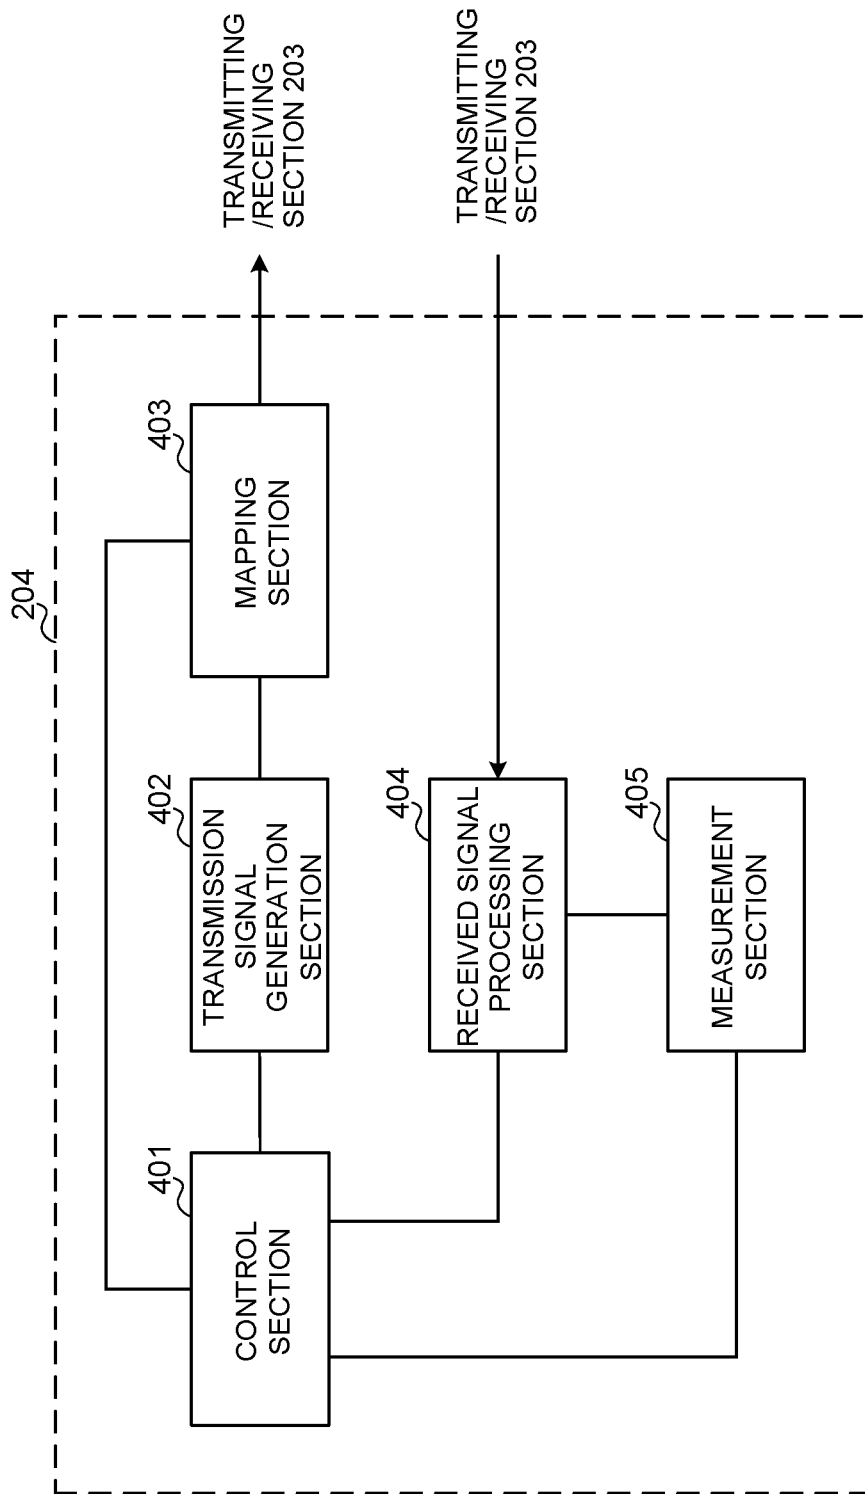 204
401
CONTROL
SECTION
402
TRANSMISSION
SIGNAL
GENERATION
SECTION
403
MAPPING
SECTION
TRANSMITTING
/RECEIVING
SECTION 203
404
RECEIVED SIGNAL
PROCESSING
SECTION
TRANSMITTING
/RECEIVING
SECTION 203
405
MEASUREMENT
SECTION